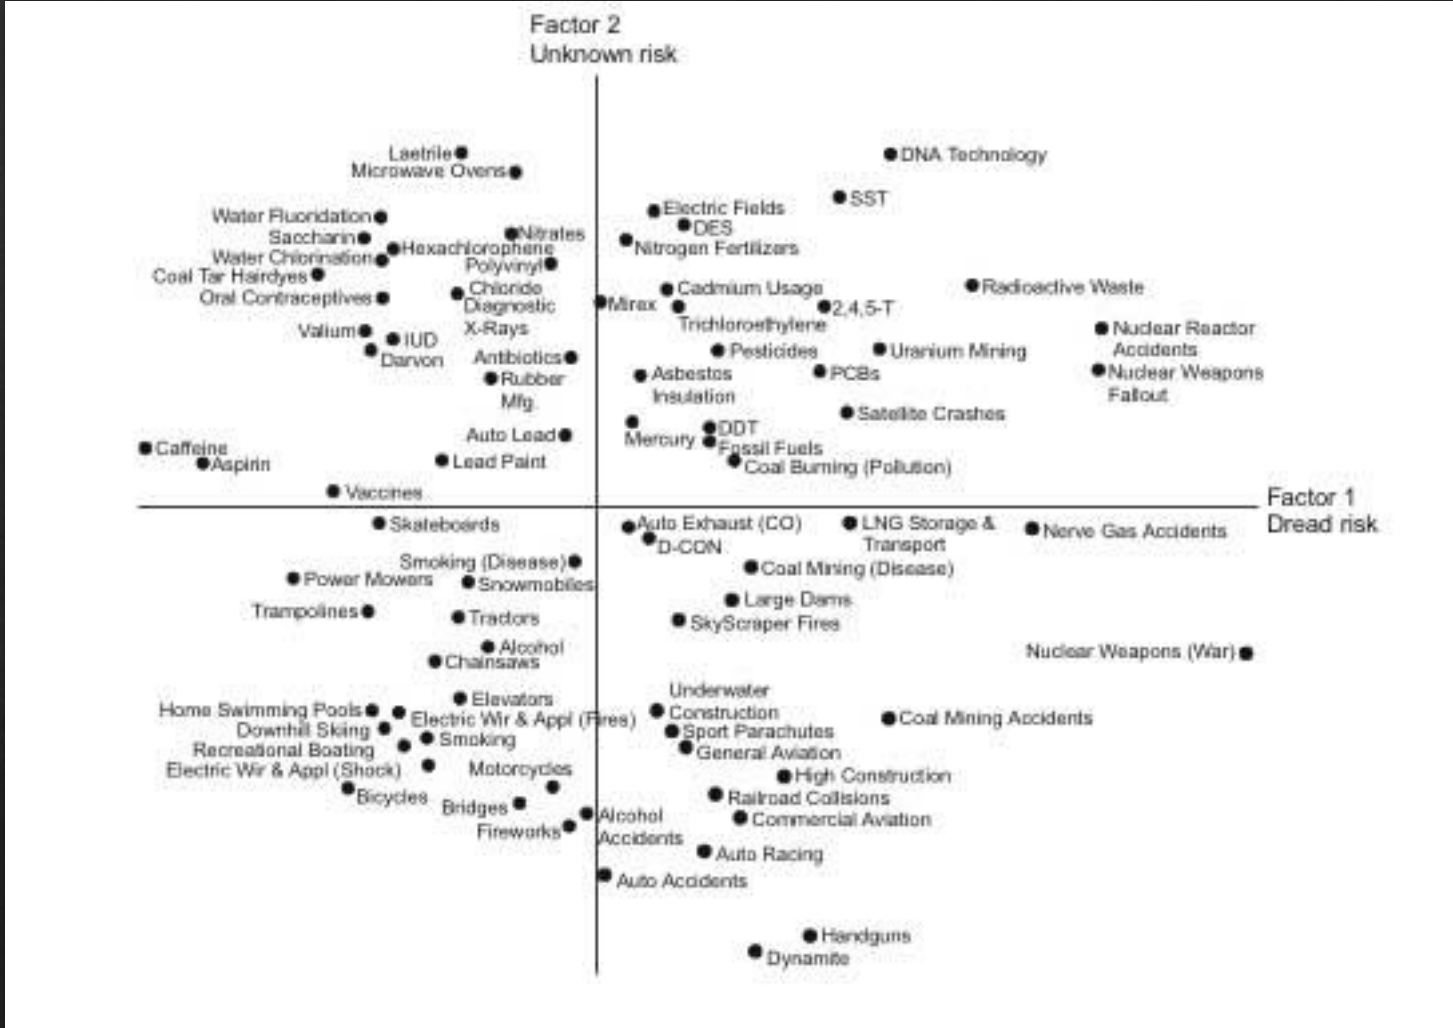 Factor 2
Unknown risk
Laetrile
Microwave Ovens
DNA Technology
SST
Water Fluoridation
Electric Fields
DES
Saccharin
Nitrates
Hexachlorophene
Nitrogen Fertilizers
Water Chlorination
Polyvinyl
Coal Tar Hairdyes
Chloride
Cadmium Usage
Radioactive Waste
Oral Contraceptives
Diagnostic
Mirex
2,4,5-T
X-Rays
Trichloroethylene
Valium
IUD
Nuclear Reactor
Accidents
Darvon
Antibiotics
Pesticides
Uranium Mining
Rubber
Mfg.
Asbestos
Insulation
PCBs
Nuclear Weapons
Fallout
Satellite Crashes
Auto Lead
Mercury
DDT
Caffeine
Fossil Fuels
Aspirin
Lead Paint
Coal Burning (Pollution)
Vaccines
Factor 1
Dread risk
Skateboards
Auto Exhaust (CO)
LNG Storage &
Transport
Nerve Gas Accidents
D-CON
Smoking (Disease)
Coal Mining (Disease)
Power Mowers
Snowmobiles
Large Dams
Trampolines
Tractors
SkyScraper Fires
Alcohol
Chainsaws
Nuclear Weapons (War)
Elevators
Underwater
Construction
Home Swimming Pools
Electric Wir & Appl (Fires)
Coal Mining Accidents
Downhill Skiing
Smoking
Sport Parachutes
Recreational Boating
General Aviation
Electric Wir & Appl (Shock)
Motorcycles
High Construction
Bicycles
Bridges
Railroad Collisions
Fireworks
Alcohol
Accidents
Commercial Aviation
Auto Racing
Auto Accidents
Handguns
Dynamite